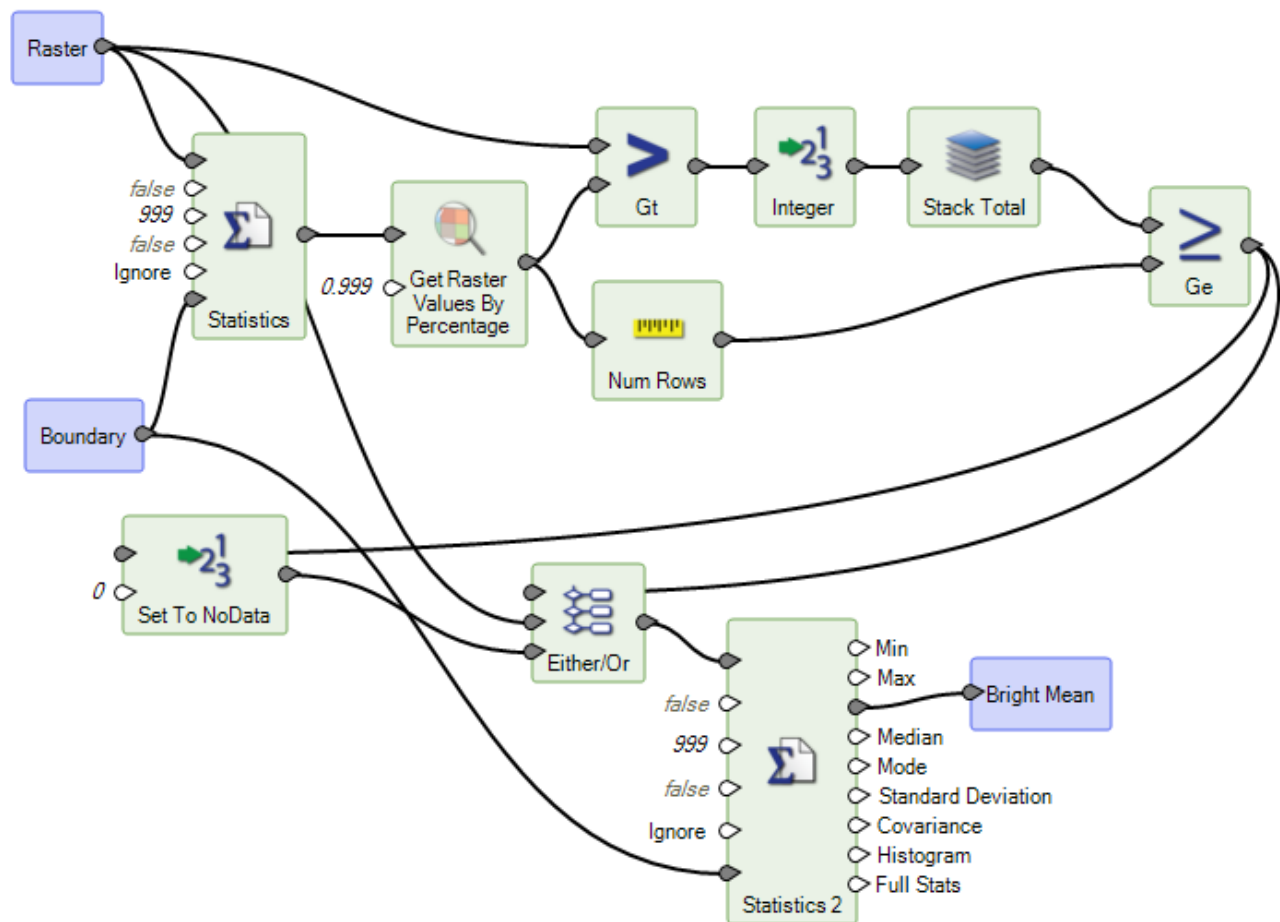 Raster
false
999
false
Ignore
Statistics
0.999
Get Raster
Values By
Percentage
Gt
Integer
Stack Total
Ge
Num Rows
Boundary
0
Set To NoData
Either/Or
false
999
false
Ignore
Statistics 2
Min
Max
Median
Mode
Standard Deviation
Covariance
Histogram
Full Stats
Bright Mean